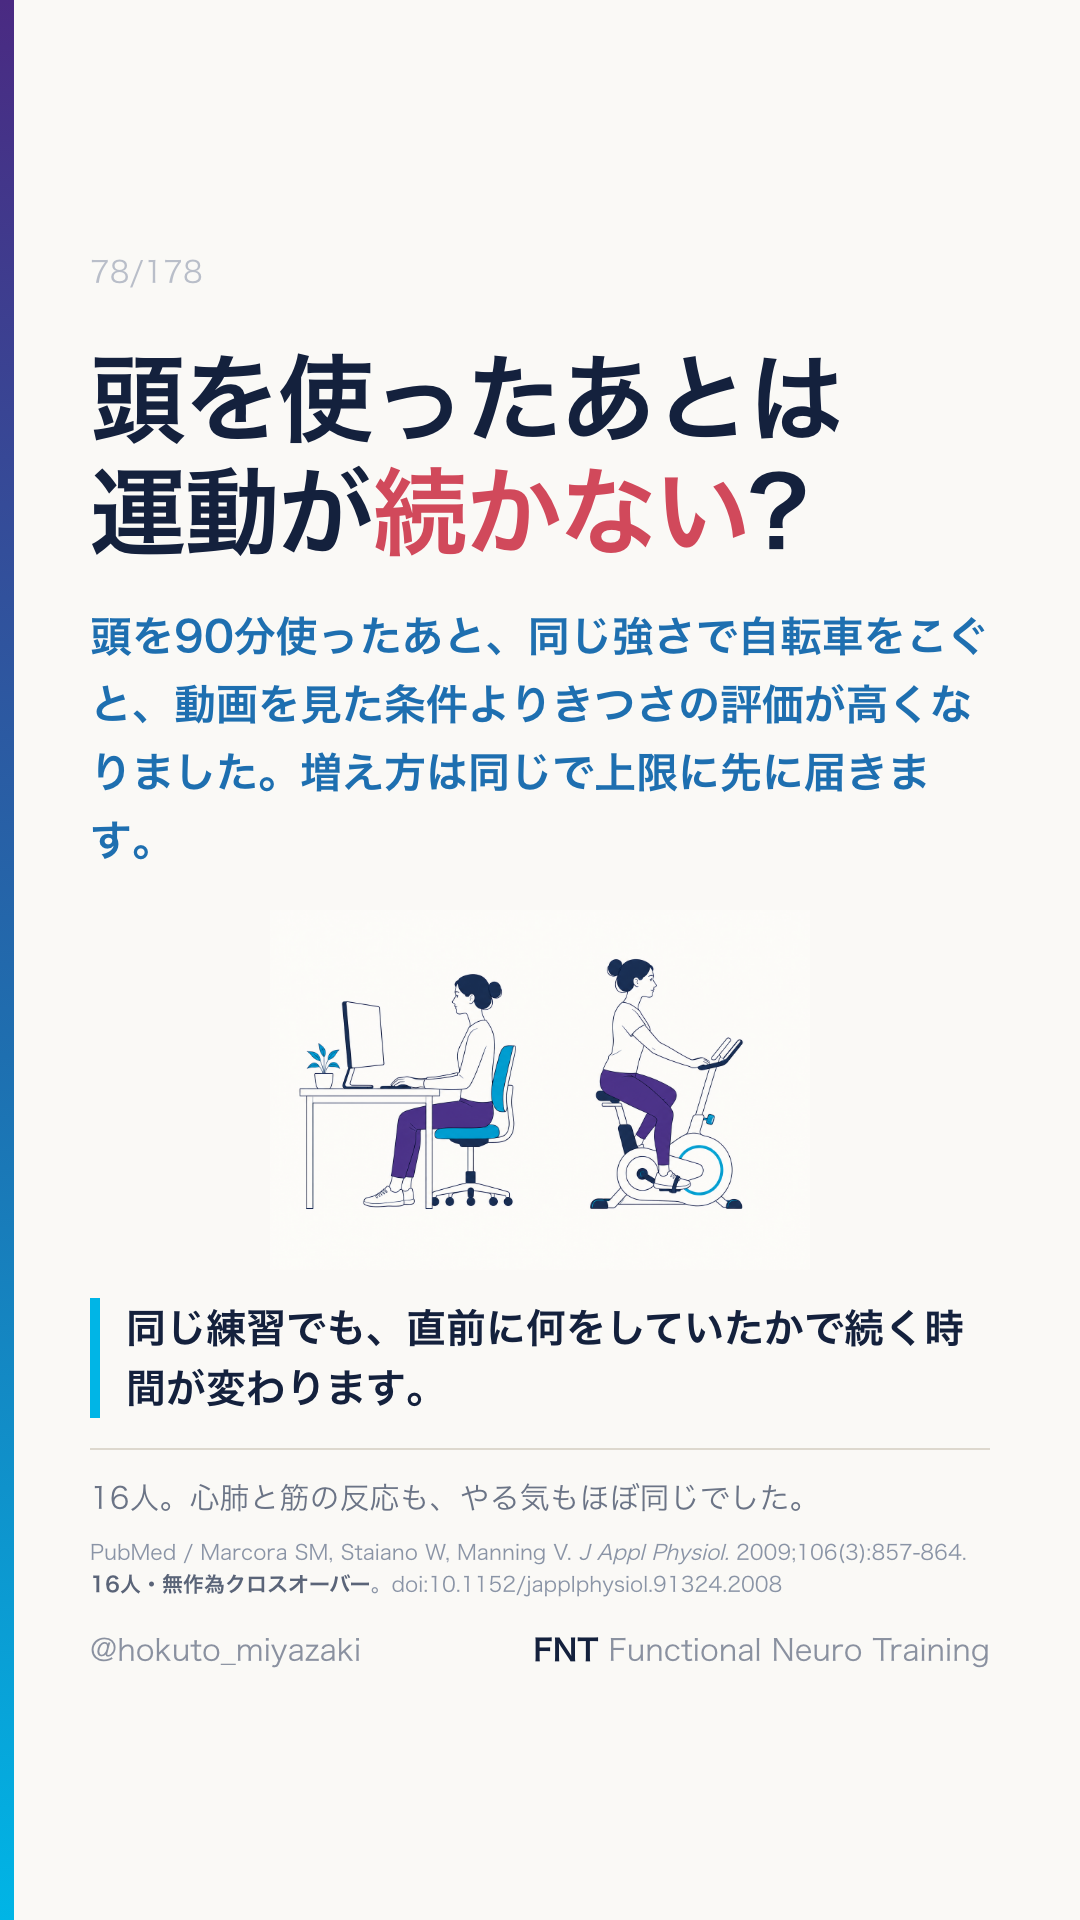 78/178
頭を使ったあとは
運動が続かない?
頭を90分使ったあと、同じ強さで自転車をこぐ
と、動画を見た条件よりきつさの評価が高くな
りました。増え方は同じで上限に先に届きま
す。
同じ練習でも、直前に何をしていたかで続く時
間が変わります。
16人。心肺と筋の反応も、やる気もほぼ同じでした。
PubMed / Marcora SM, Staiano W, Manning V. J Appl Physiol. 2009;106(3):857-864.
16人・無作為クロスオーバー。doi:10.1152/japplphysiol.91324.2008
@hokuto_miyazaki FNT Functional Neuro Training